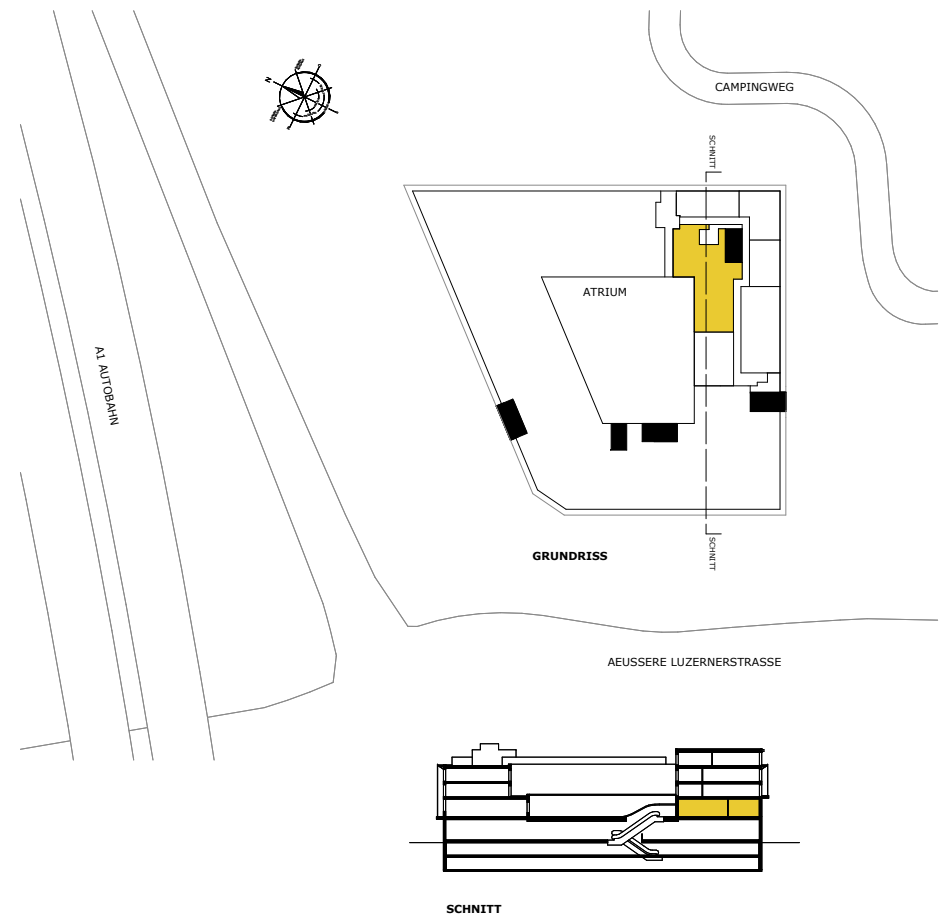 CAMPINGWEG
N
SCHNITT
ATRIUM
A1 AUTOBAHN
SCHNITT
GRUNDRISS
AEUSSERE LUZERNERSTRASSE
SCHNITT